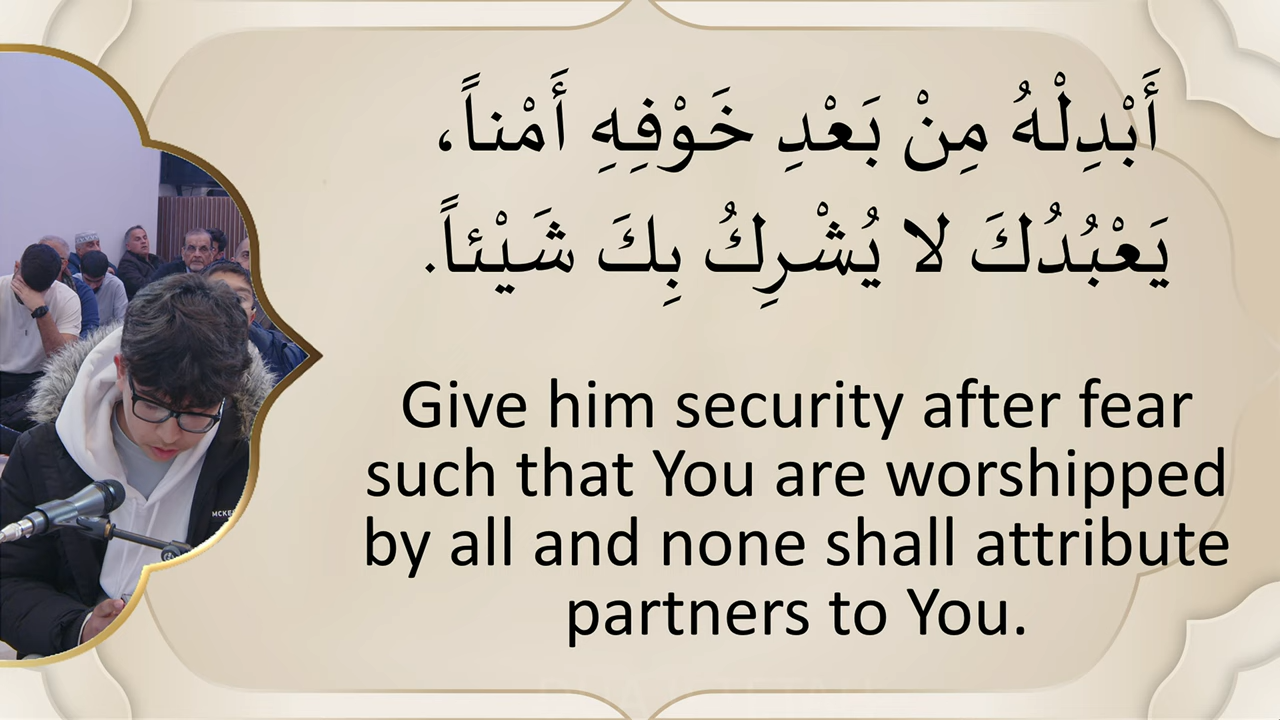 أَبْدِلْهُ مِنْ بَعْدِ خَوْفِهِ أَمْناً،
يَعْبُدُكَ لا يُشْرِكُ بِكَ شَيْئاً.
Give him security after fear
such that You are worshipped
by all and none shall attribute
partners to You.